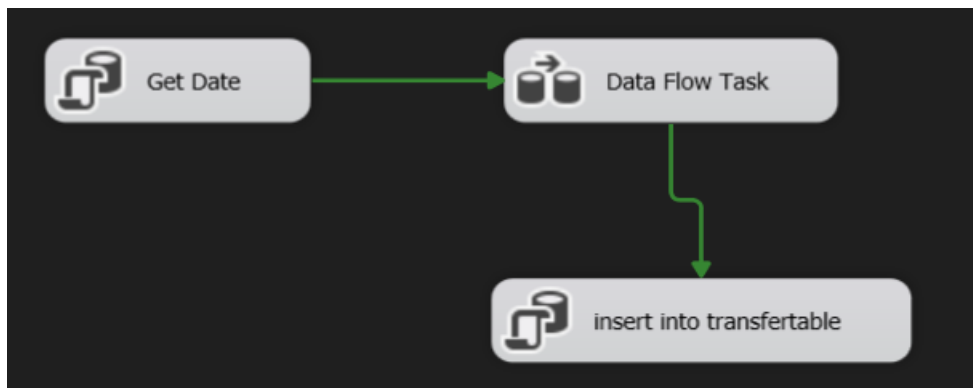 Get Date
Data Flow Task
insert into transfertable